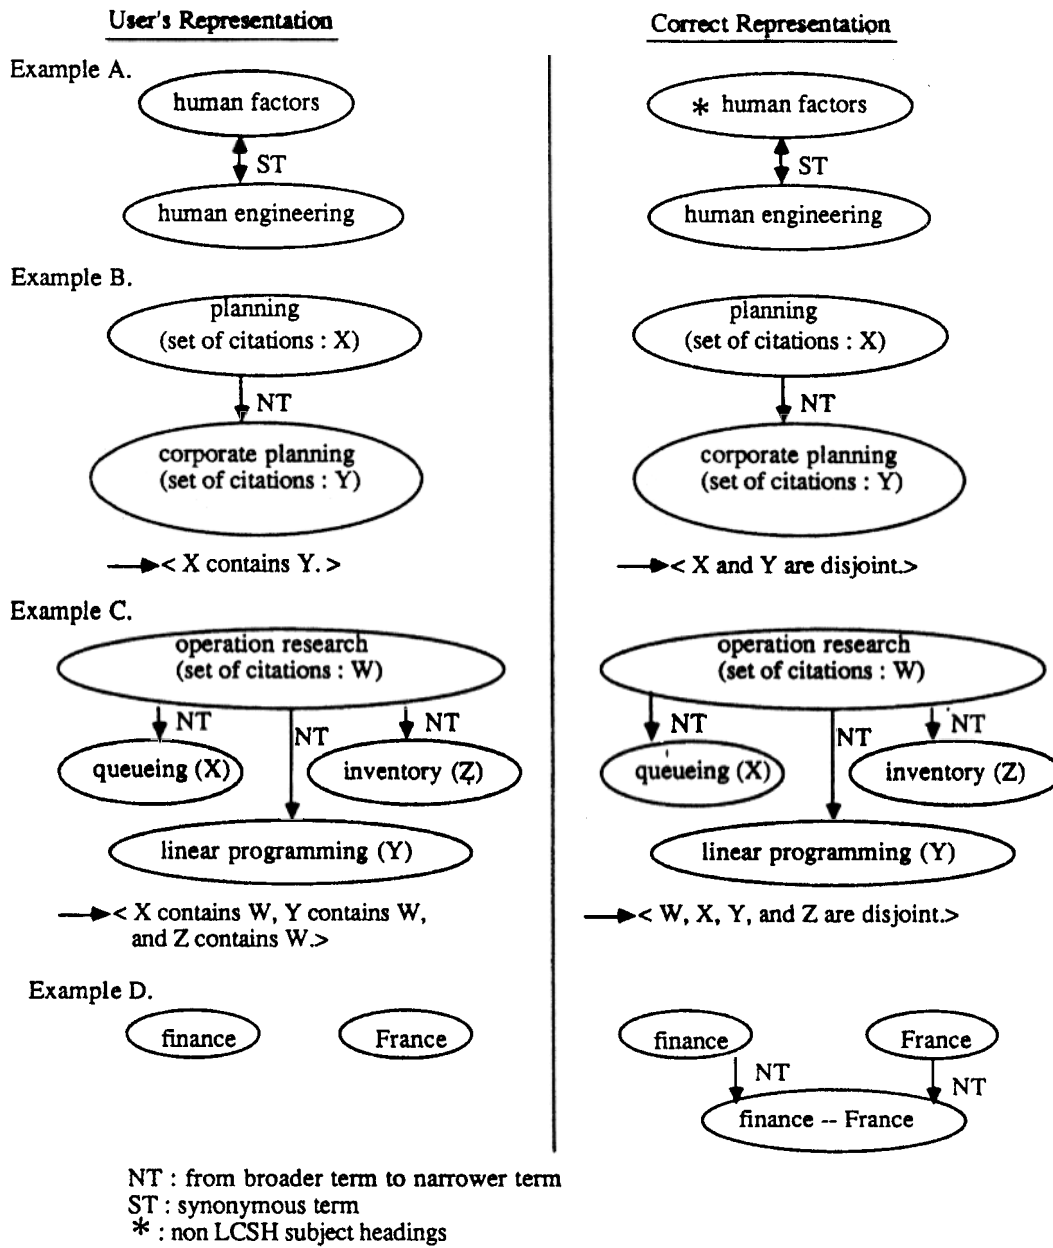 User's Representation
Correct Representation
Example A.
human factors
ST
human engineering
* human factors
ST
human engineering
Example B.
planning
(set of citations : X)
NT
corporate planning
(set of citations : Y)
< X contains Y. >
planning
(set of citations : X)
NT
corporate planning
(set of citations : Y)
< X and Y are disjoint.>
Example C.
operation research
(set of citations : W)
NT
NT
NT
queueing (X)
inventory (Z)
linear programming (Y)
< X contains W, Y contains W,
and Z contains W.>
operation research
(set of citations : W)
NT
NT
NT
queueing (X)
inventory (Z)
linear programming (Y)
< W, X, Y, and Z are disjoint.>
Example D.
finance
France
finance
France
NT
NT
finance -- France
NT : from broader term to narrower term
ST : synonymous term
* : non LCSH subject headings